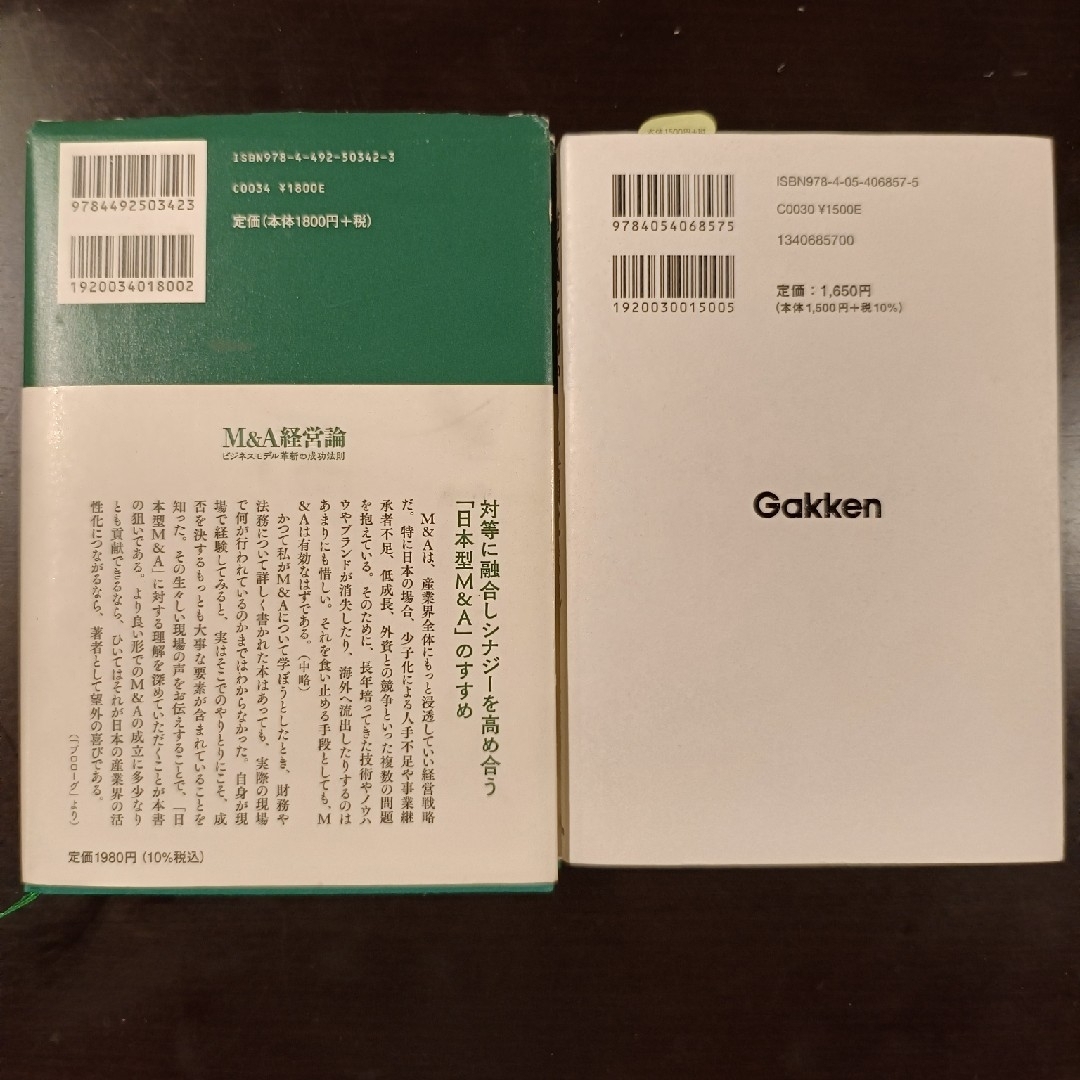 9784492503423
1920034018002
ISBN978-4-492-50342-3
C0034 ¥1800E
定価(本体1800円+税)
M&A経営論
ビジネスモデル革新の成功法則
対等に融合しシナジーを高め合う
「日本型M&A」のすすめ
M&Aは、産業界全体にもっと浸透していい経営戦略
だ。特に日本の場合、少子化による人手不足や事業継
承者不足、低成長、外資との競争といった複数の問題
を抱えている。そのために、長年培ってきた技術やノウハ
ウやブランドが消失したり、海外へ流出したりするのは
あまりにも惜しい。それを食い止める手段としても、M
&Aは有効なはずである。(中略)
かつて私がM&Aについて学ぼうとしたとき、財務や
法務について詳しく書かれた本はあっても、実際の現場
で何が行われているのかまではわからなかった。自身が現
場で経験してみると、実はそこでのやりとりにこそ、成
否を決するもっとも大事な要素が含まれていることを
知った。その生々しい現場の声をお伝えすることで、「日
本型M&A」に対する理解を深めていただくことが本書
の狙いである。より良い形でのM&Aの成立に多少なり
とも貢献できるなら、ひいてはそれが日本の産業界の活
性化につながるなら、著者として望外の喜びである。
(「プロローグ」より)
定価1980円(10%税込)
9784054068575
1920030015005
ISBN978-4-05-406857-5
C0030 ¥1500E
1340685700
定価:1,650円
(本体1,500円+税10%)
Gakken